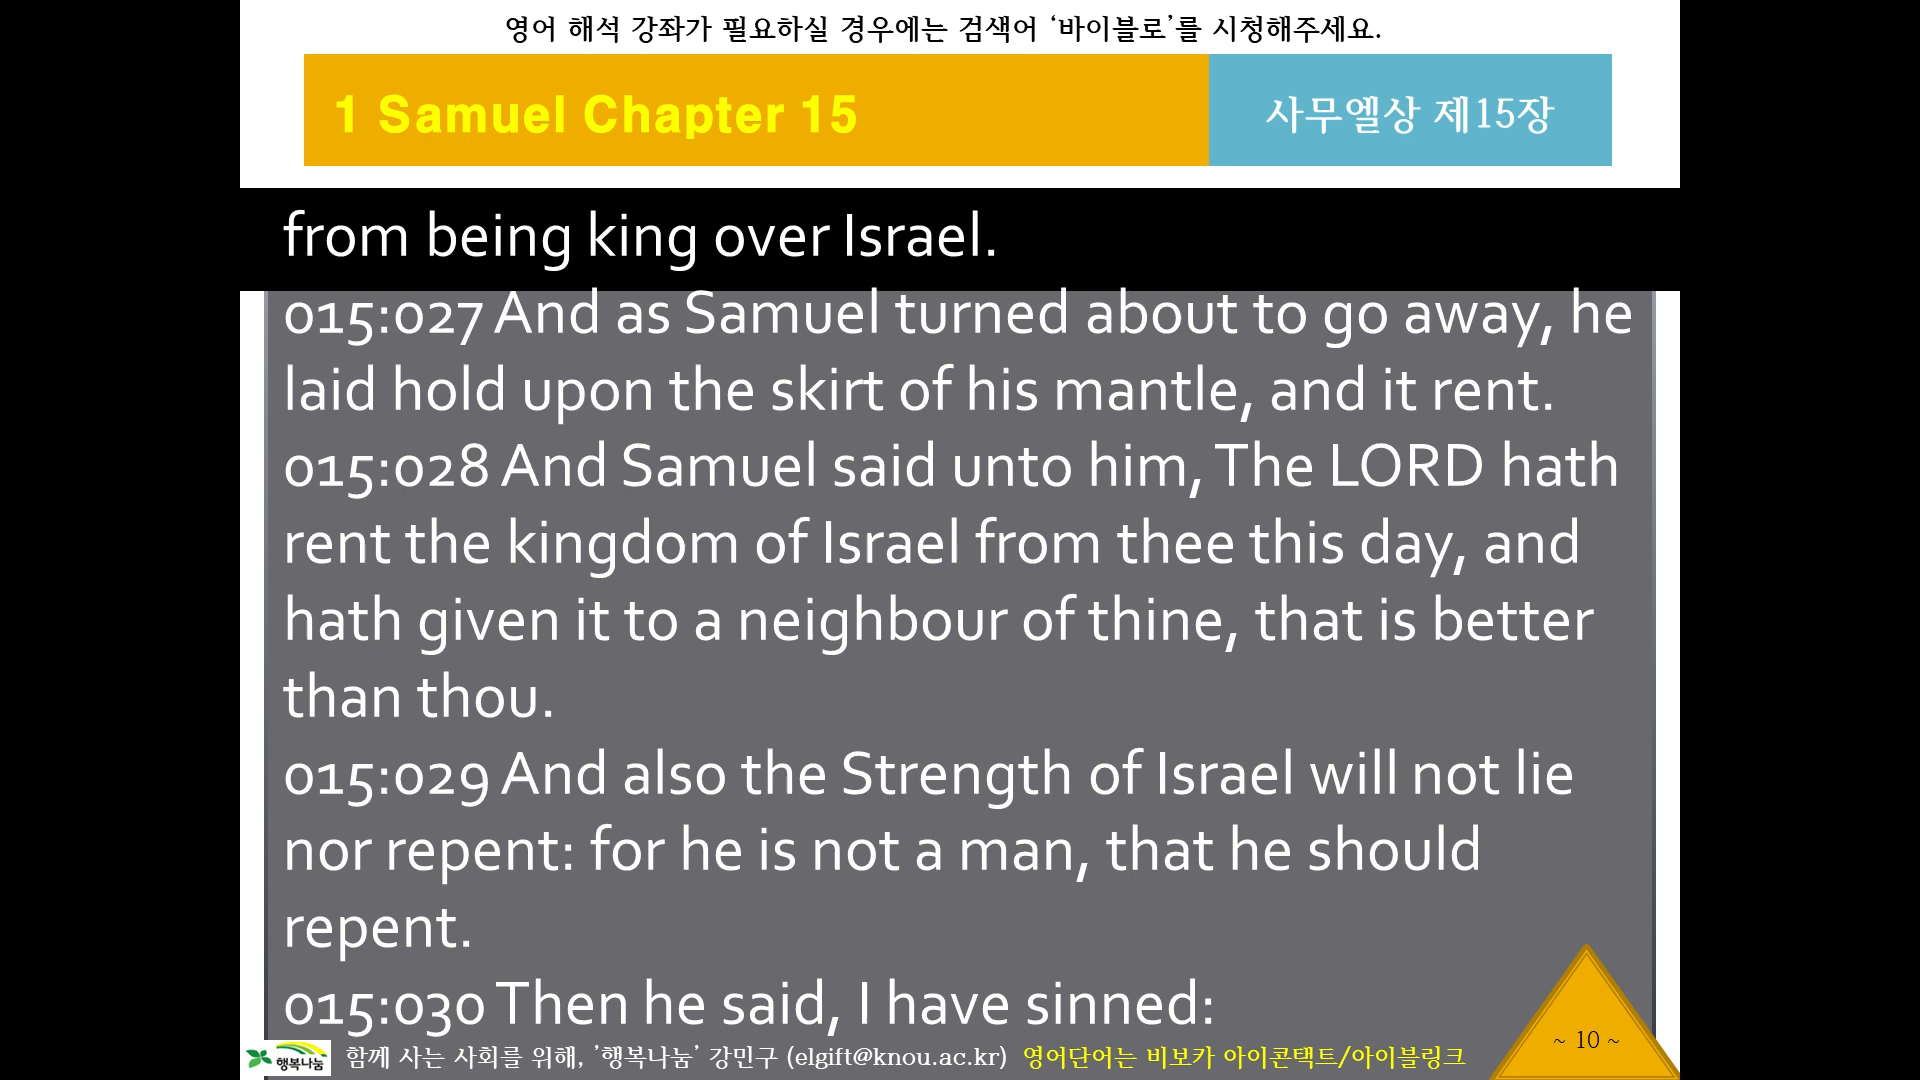 영어 해석 강좌가 필요하실 경우에는 검색어 ‘바이블로’를 시청해주세요.
1 Samuel Chapter 15
사무엘상 제15장
from being king over Israel.
015:027 And as Samuel turned about to go away, he
laid hold upon the skirt of his mantle, and it rent.
015:028 And Samuel said unto him, The LORD hath
rent the kingdom of Israel from thee this day, and
hath given it to a neighbour of thine, that is better
than thou.
015:029 And also the Strength of Israel will not lie
nor repent: for he is not a man, that he should
repent.
015:030 Then he said, I have sinned:
~ 10 ~
행복나눔
함께 사는 사회를 위해, ’행복나눔’ 강민구 (elgift@knou.ac.kr) 영어단어는 비보카 아이콘택트/아이블링크